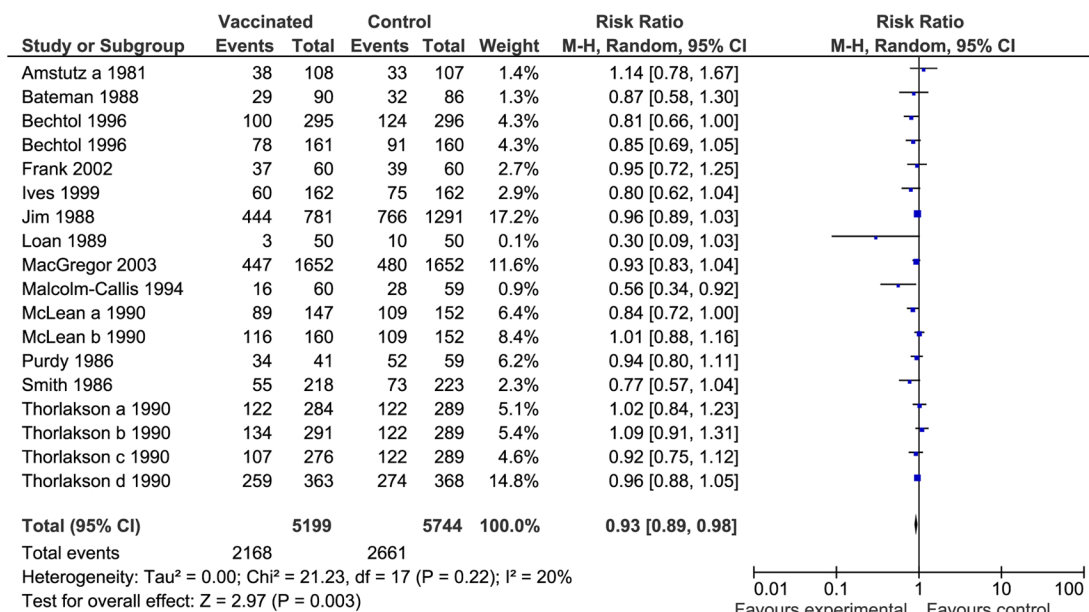 Vaccinated Control Risk Ratio Risk Ratio
Study or Subgroup Events Total Events Total Weight M-H, Random, 95% CI M-H, Random, 95% CI
Amstutz a 1981 38 108 33 107 1.4% 1.14 [0.78, 1.67]
Bateman 1988 29 90 32 86 1.3% 0.87 [0.58, 1.30]
Bechtol 1996 100 295 124 296 4.3% 0.81 [0.66, 1.00]
Bechtol 1996 78 161 91 160 4.3% 0.85 [0.69, 1.05]
Frank 2002 37 60 39 60 2.7% 0.95 [0.72, 1.25]
Ives 1999 60 162 75 162 2.9% 0.80 [0.62, 1.04]
Jim 1988 444 781 766 1291 17.2% 0.96 [0.89, 1.03]
Loan 1989 3 50 10 50 0.1% 0.30 [0.09, 1.03]
MacGregor 2003 447 1652 480 1652 11.6% 0.93 [0.83, 1.04]
Malcolm-Callis 1994 16 60 28 59 0.9% 0.56 [0.34, 0.92]
McLean a 1990 89 147 109 152 6.4% 0.84 [0.72, 1.00]
McLean b 1990 116 160 109 152 8.4% 1.01 [0.88, 1.16]
Purdy 1986 34 41 52 59 6.2% 0.94 [0.80, 1.11]
Smith 1986 55 218 73 223 2.3% 0.77 [0.57, 1.04]
Thorlakson a 1990 122 284 122 289 5.1% 1.02 [0.84, 1.23]
Thorlakson b 1990 134 291 122 289 5.4% 1.09 [0.91, 1.31]
Thorlakson c 1990 107 276 122 289 4.6% 0.92 [0.75, 1.12]
Thorlakson d 1990 259 363 274 368 14.8% 0.96 [0.88, 1.05]
Total (95% CI) 5199 5744 100.0% 0.93 [0.89, 0.98]
Total events 2168 2661
Heterogeneity: Tau² = 0.00; Chi² = 21.23, df = 17 (P = 0.22); I² = 20%
Test for overall effect: Z = 2.97 (P = 0.003)
0.01 0.1 1 10 100
Favours experimental Favours control